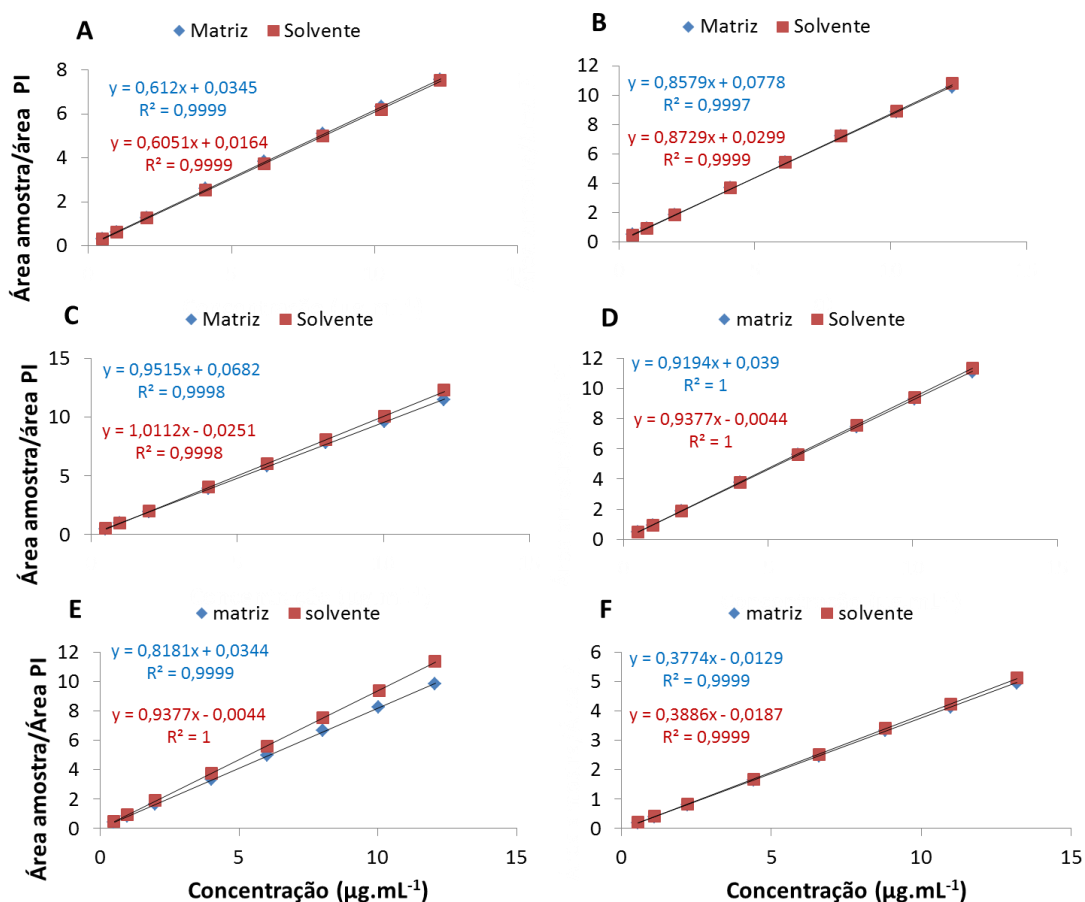 A
Matriz
Solvente
y = 0,612x + 0,0345
R² = 0,9999
y = 0,6051x + 0,0164
R² = 0,9999
8
6
4
2
0
Área amostra/área PI
B
Matriz
Solvente
y = 0,8579x + 0,0778
R² = 0,9997
y = 0,8729x + 0,0299
R² = 0,9999
12
10
8
6
4
2
0
C
Matriz
Solvente
y = 0,9515x + 0,0682
R² = 0,9998
y = 1,0112x - 0,0251
R² = 0,9998
15
10
5
0
Área amostra/área PI
D
matriz
Solvente
y = 0,9194x + 0,039
R² = 1
y = 0,9377x - 0,0044
R² = 1
12
10
8
6
4
2
0
E
matriz
solvente
y = 0,8181x + 0,0344
R² = 0,9999
y = 0,9377x - 0,0044
R² = 1
12
10
8
6
4
2
0
0 5 10 15
Área amostra/Área PI
Concentração (µg.mL⁻¹)
F
matriz
solvente
y = 0,3774x - 0,0129
R² = 0,9999
y = 0,3886x - 0,0187
R² = 0,9999
6
5
4
3
2
1
0
0 5 10 15
Concentração (µg.mL⁻¹)